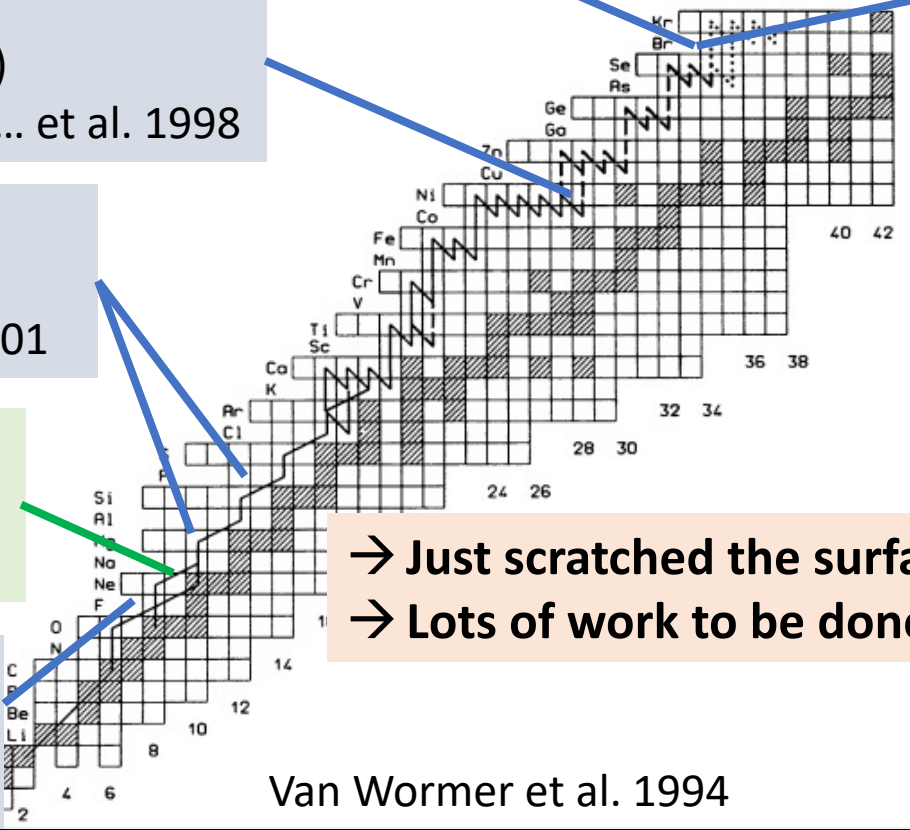 )
... et al. 1998
Kr
Br
Se
As
Ge
Ga
Zn
Cu
Ni
Co
40 42
Fe
Mn
Cr
V
Ti
01
Sc
36 38
Ca
K
Ar
32 34
Cl
28 30
Si
24 26
Al
Mg
→ Just scratched the surfa
Na
Ne
F
→ Lots of work to be done
O
N
14
C
12
Be
10
Li
8
4 6
Van Wormer et al. 1994
2